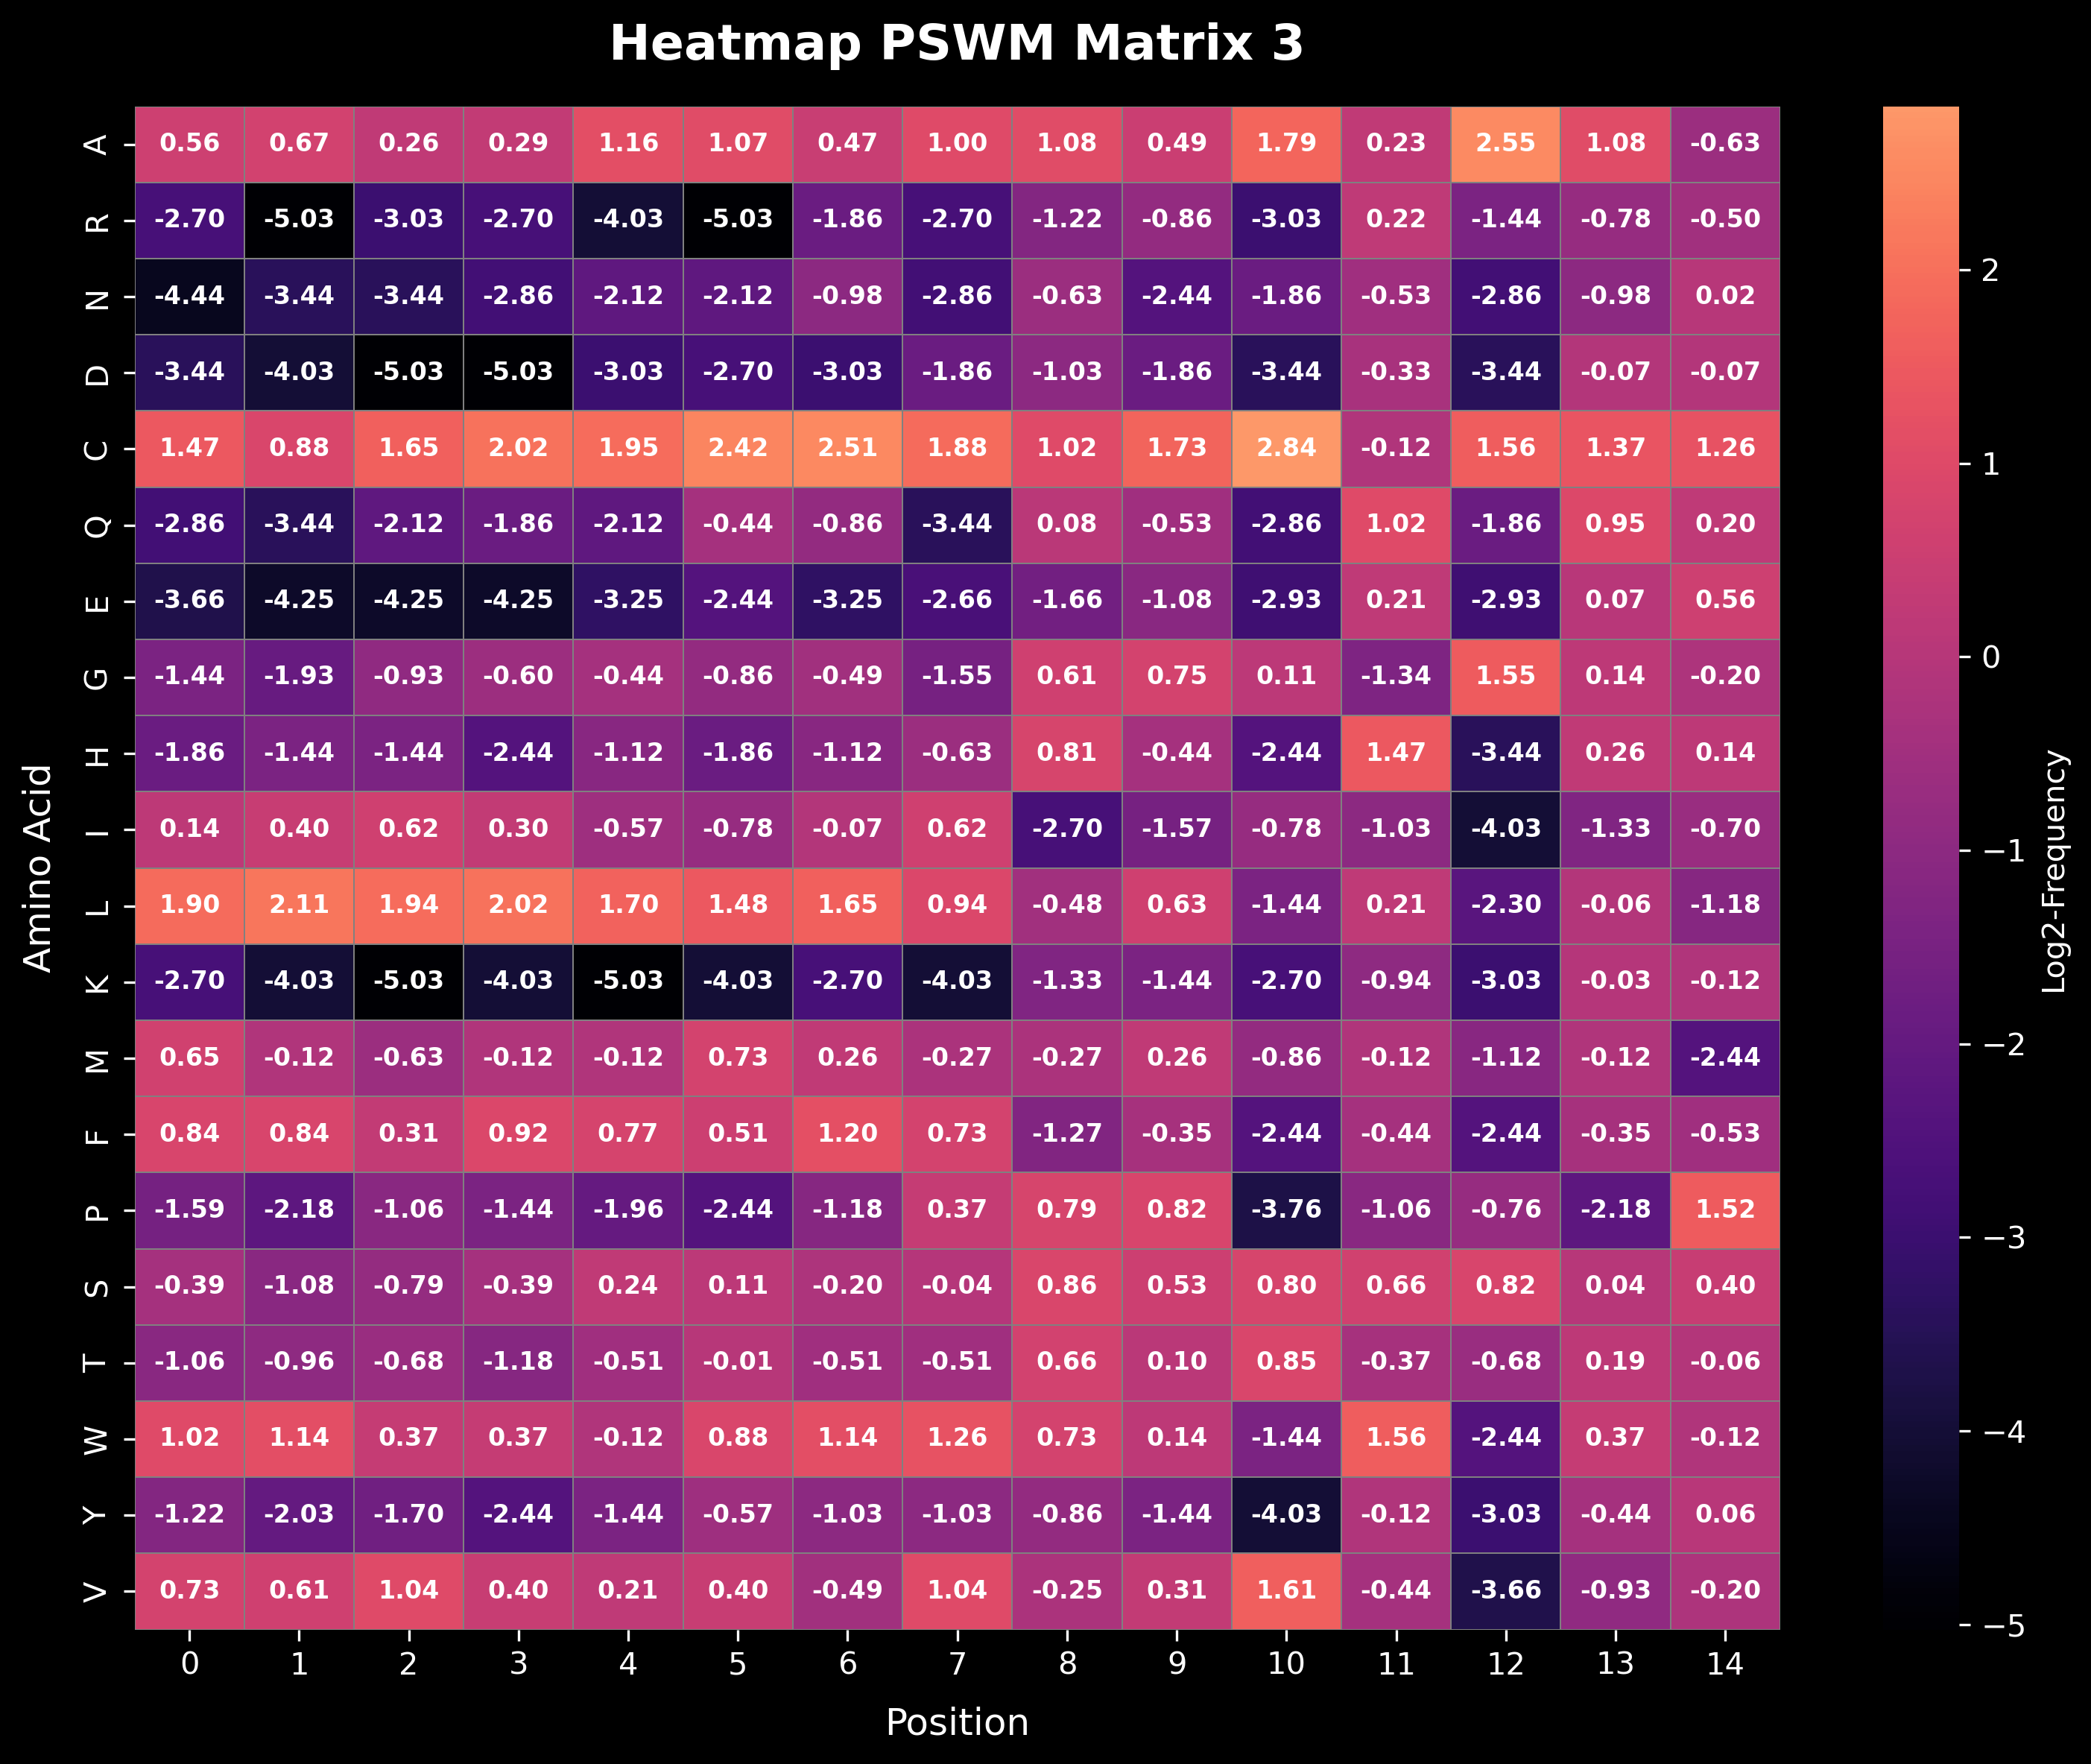 Heatmap PSWM Matrix 3
A 0.56 0.67 0.26 0.29 1.16 1.07 0.47 1.00 1.08 0.49 1.79 0.23 2.55 1.08 -0.63
R -2.70 -5.03 -3.03 -2.70 -4.03 -5.03 -1.86 -2.70 -1.22 -0.86 -3.03 0.22 -1.44 -0.78 -0.50
N -4.44 -3.44 -3.44 -2.86 -2.12 -2.12 -0.98 -2.86 -0.63 -2.44 -1.86 -0.53 -2.86 -0.98 0.02
D -3.44 -4.03 -5.03 -5.03 -3.03 -2.70 -3.03 -1.86 -1.03 -1.86 -3.44 -0.33 -3.44 -0.07 -0.07
C 1.47 0.88 1.65 2.02 1.95 2.42 2.51 1.88 1.02 1.73 2.84 -0.12 1.56 1.37 1.26
Q -2.86 -3.44 -2.12 -1.86 -2.12 -0.44 -0.86 -3.44 0.08 -0.53 -2.86 1.02 -1.86 0.95 0.20
E -3.66 -4.25 -4.25 -4.25 -3.25 -2.44 -3.25 -2.66 -1.66 -1.08 -2.93 0.21 -2.93 0.07 0.56
G -1.44 -1.93 -0.93 -0.60 -0.44 -0.86 -0.49 -1.55 0.61 0.75 0.11 -1.34 1.55 0.14 -0.20
H -1.86 -1.44 -1.44 -2.44 -1.12 -1.86 -1.12 -0.63 0.81 -0.44 -2.44 1.47 -3.44 0.26 0.14
I 0.14 0.40 0.62 0.30 -0.57 -0.78 -0.07 0.62 -2.70 -1.57 -0.78 -1.03 -4.03 -1.33 -0.70
L 1.90 2.11 1.94 2.02 1.70 1.48 1.65 0.94 -0.48 0.63 -1.44 0.21 -2.30 -0.06 -1.18
K -2.70 -4.03 -5.03 -4.03 -5.03 -4.03 -2.70 -4.03 -1.33 -1.44 -2.70 -0.94 -3.03 -0.03 -0.12
M 0.65 -0.12 -0.63 -0.12 -0.12 0.73 0.26 -0.27 -0.27 0.26 -0.86 -0.12 -1.12 -0.12 -2.44
F 0.84 0.84 0.31 0.92 0.77 0.51 1.20 0.73 -1.27 -0.35 -2.44 -0.44 -2.44 -0.35 -0.53
P -1.59 -2.18 -1.06 -1.44 -1.96 -2.44 -1.18 0.37 0.79 0.82 -3.76 -1.06 -0.76 -2.18 1.52
S -0.39 -1.08 -0.79 -0.39 0.24 0.11 -0.20 -0.04 0.86 0.53 0.80 0.66 0.82 0.04 0.40
T -1.06 -0.96 -0.68 -1.18 -0.51 -0.01 -0.51 -0.51 0.66 0.10 0.85 -0.37 -0.68 0.19 -0.06
W 1.02 1.14 0.37 0.37 -0.12 0.88 1.14 1.26 0.73 0.14 -1.44 1.56 -2.44 0.37 -0.12
Y -1.22 -2.03 -1.70 -2.44 -1.44 -0.57 -1.03 -1.03 -0.86 -1.44 -4.03 -0.12 -3.03 -0.44 0.06
V 0.73 0.61 1.04 0.40 0.21 0.40 -0.49 1.04 -0.25 0.31 1.61 -0.44 -3.66 -0.93 -0.20
0 1 2 3 4 5 6 7 8 9 10 11 12 13 14
Position
Amino Acid
2
1
0
−1
−2
−3
−4
−5
Log2-Frequency